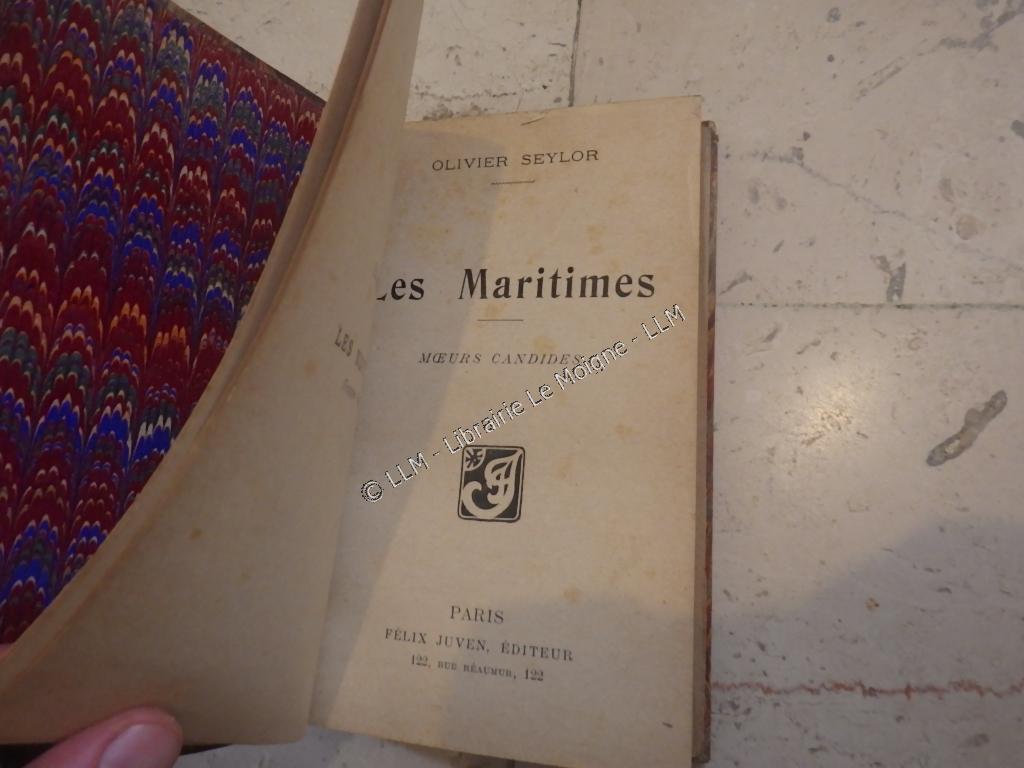 OLIVIER SEYLOR
Les Maritimes
MŒURS CANDIDES
© LLM - Librairie Le Moigne - LLM
PARIS
FÉLIX JUVEN, ÉDITEUR
122, RUE RÉAUMUR, 122
LES